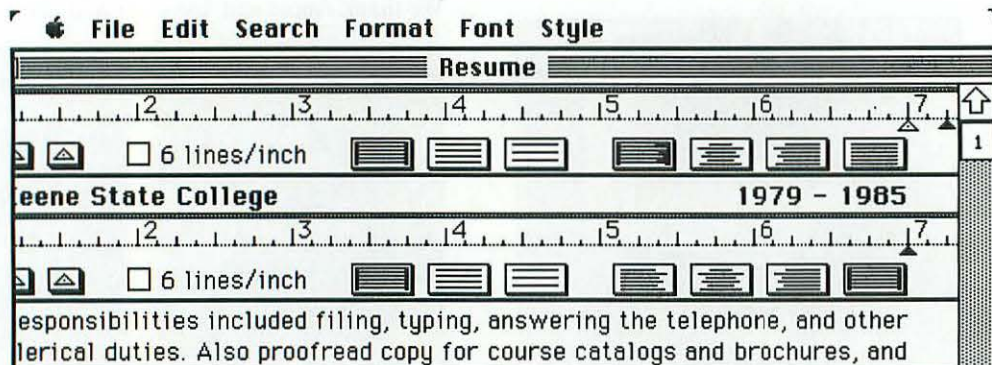 File Edit Search Format Font Style
Resume
2 3 4 5 6 7
6 lines/inch
1
eene State College 1979 – 1985
2 3 4 5 6 7
6 lines/inch
esponsibilities included filing, typing, answering the telephone, and other
lerical duties. Also proofread copy for course catalogs and brochures, and